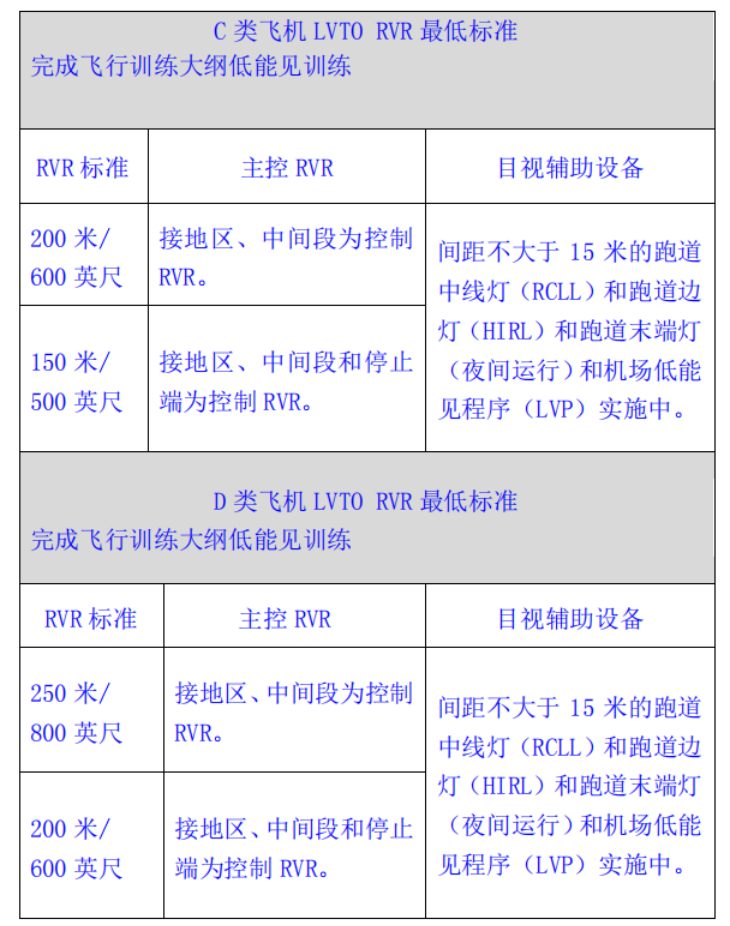 C 类飞机 LVTO RVR 最低标准
完成飞行训练大纲低能见训练
RVR 标准
主控 RVR
目视辅助设备
200 米/
600 英尺
接地区、中间段为控制
RVR。
间距不大于 15 米的跑道
中线灯（RCLL）和跑道边
灯（HIRL）和跑道末端灯
（夜间运行）和机场低能
见程序（LVP）实施中。
150 米/
500 英尺
接地区、中间段和停止
端为控制 RVR。
D 类飞机 LVTO RVR 最低标准
完成飞行训练大纲低能见训练
RVR 标准
主控 RVR
目视辅助设备
250 米/
800 英尺
接地区、中间段为控制
RVR。
间距不大于 15 米的跑道
中线灯（RCLL）和跑道边
灯（HIRL）和跑道末端灯
（夜间运行）和机场低能
见程序（LVP）实施中。
200 米/
600 英尺
接地区、中间段和停止
端为控制 RVR。